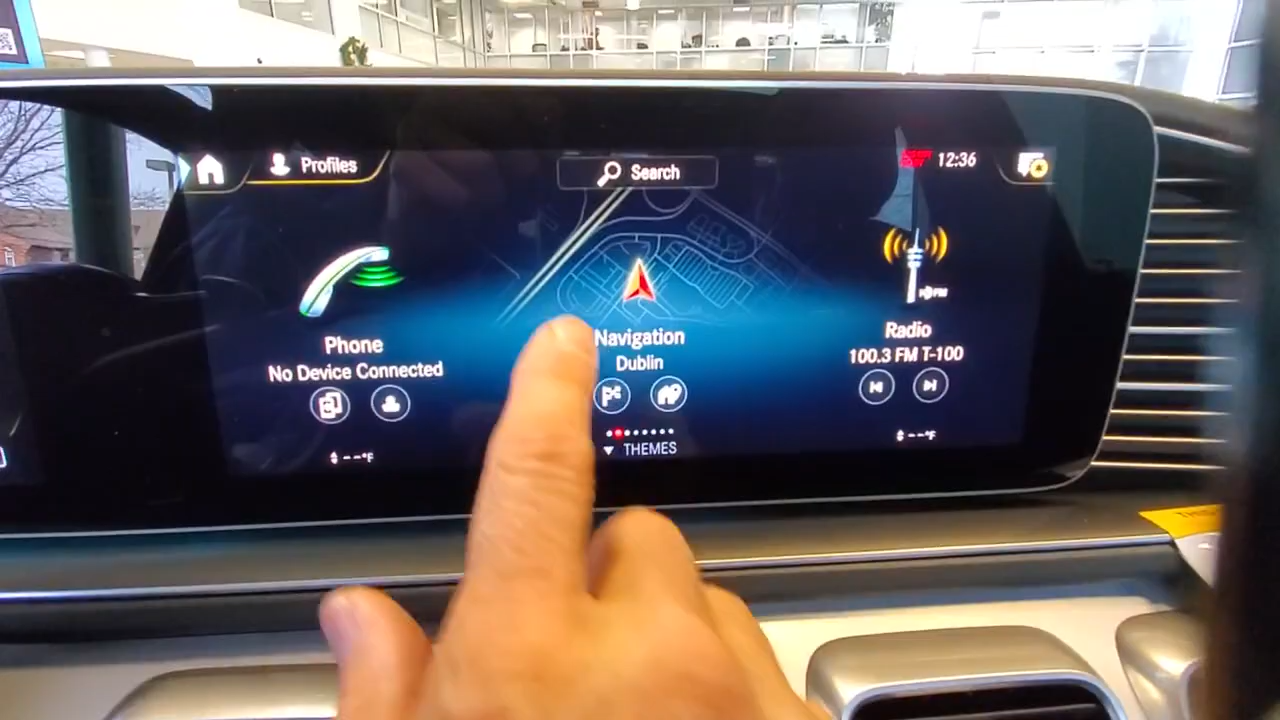 Profiles
Search
12:36
Phone
No Device Connected
Navigation
Dublin
Radio
100.3 FM T-100
THEMES
--°F
--°F